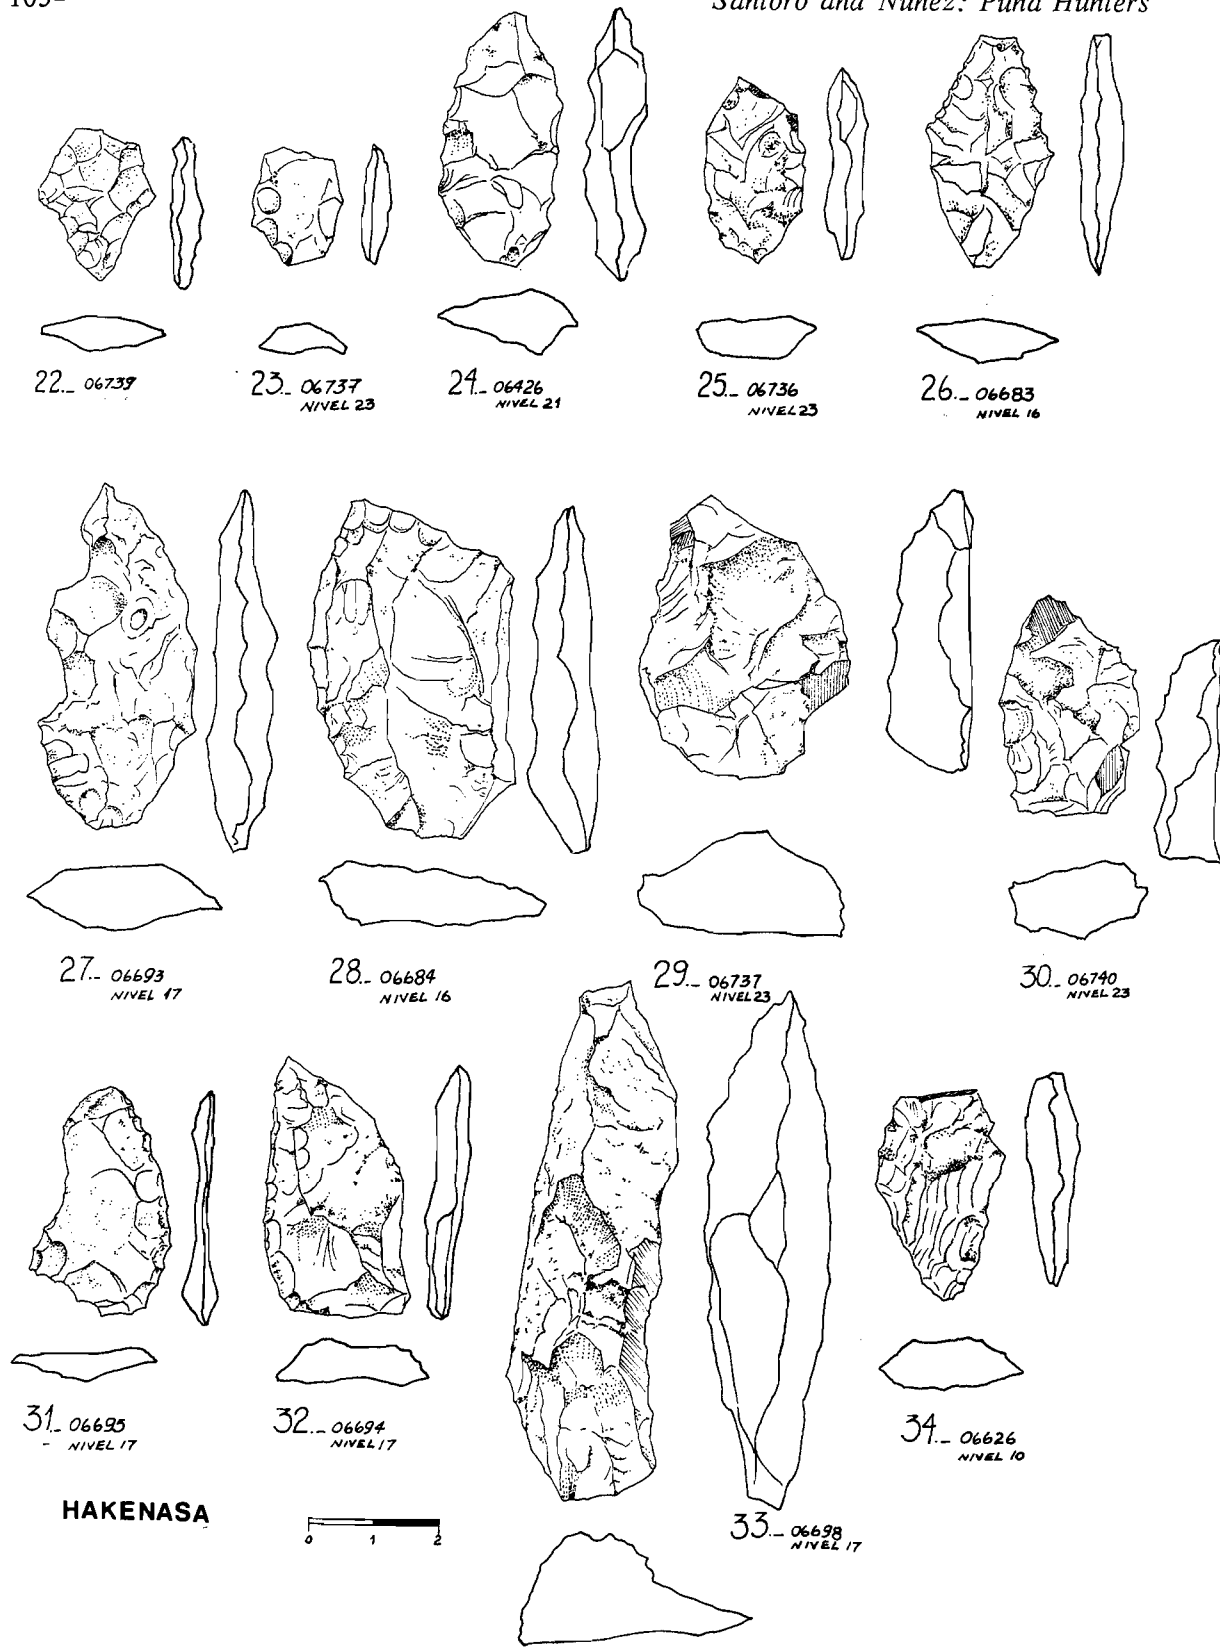 Santoro and Nuñez: Puna Hunters
22._ 06739
23._ 06737
NIVEL 23
24._ 06426
NIVEL 21
25._ 06736
NIVEL 23
26._ 06683
NIVEL 16
27._ 06693
NIVEL 17
28._ 06684
NIVEL 16
29._ 06737
NIVEL 23
30._ 06740
NIVEL 23
31._ 06695
NIVEL 17
32._ 06694
NIVEL 17
33._ 06698
NIVEL 17
34._ 06626
NIVEL 10
HAKENASA
0 1 2